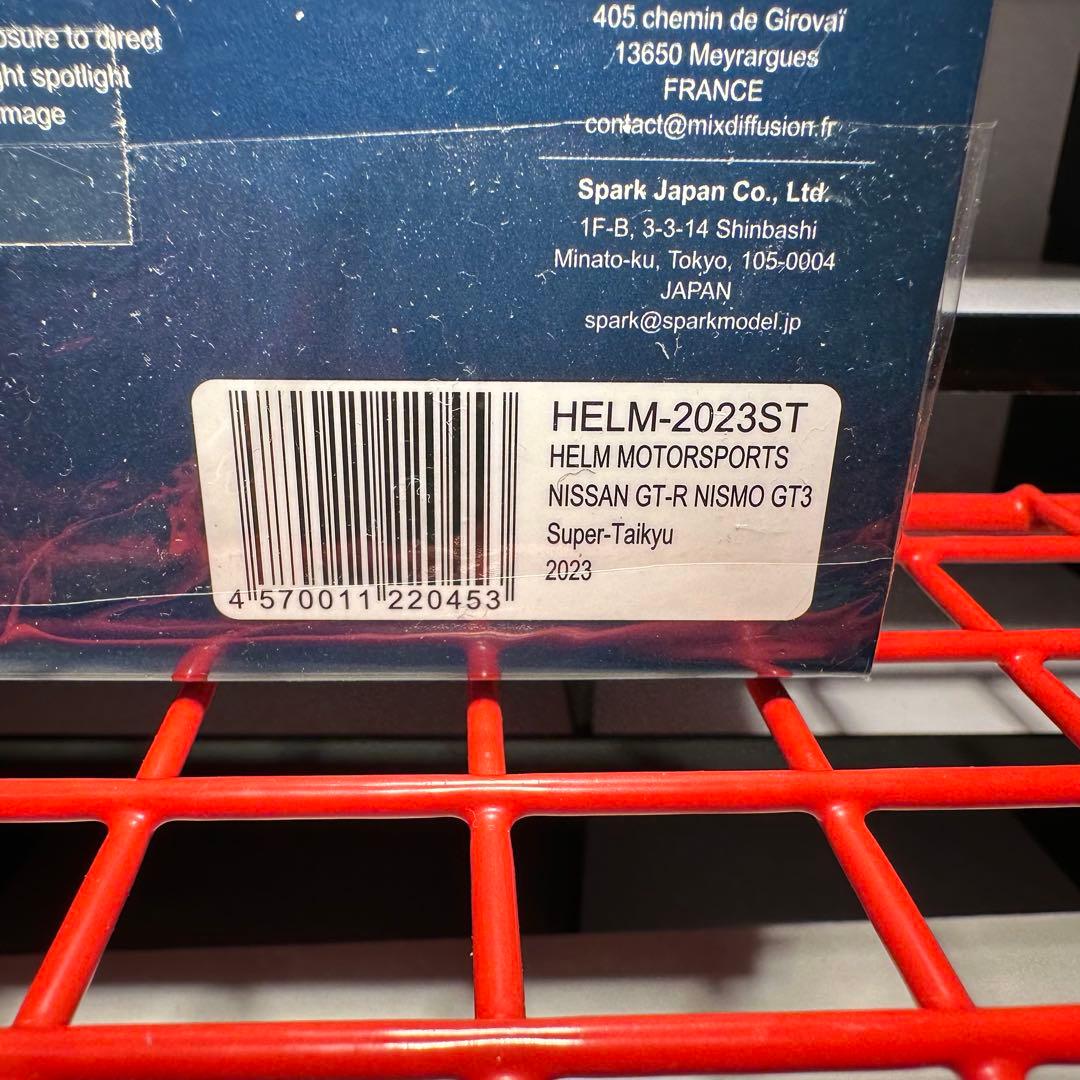 osure to direct
ht spotlight
mage
405 chemin de Girovaï
13650 Meyrargues
FRANCE
contact@mixdiffusion.fr
Spark Japan Co., Ltd.
1F-B, 3-3-14 Shinbashi
Minato-ku, Tokyo, 105-0004
JAPAN
spark@sparkmodel.jp
HELM-2023ST
HELM MOTORSPORTS
NISSAN GT-R NISMO GT3
Super-Taikyu
2023
4 570011 220453